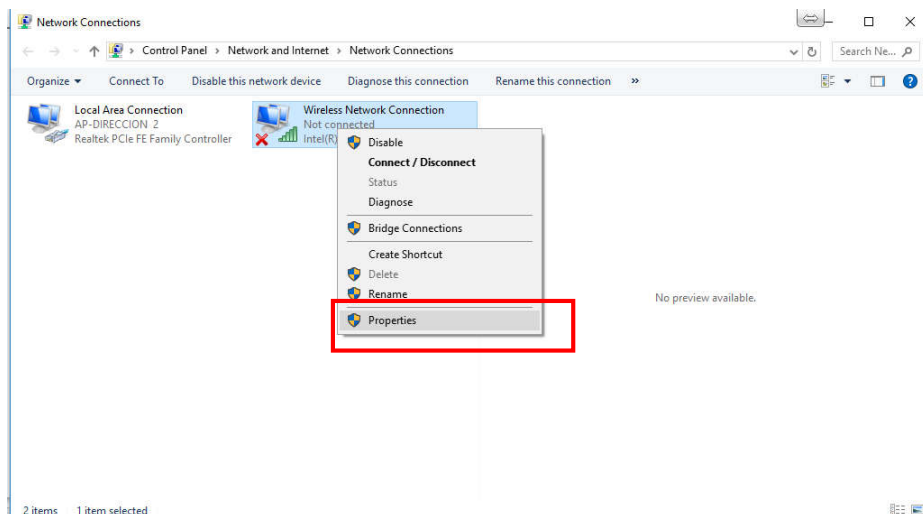 Network Connections
Control Panel > Network and Internet > Network Connections
Search Ne...
Organize Connect To Disable this network device Diagnose this connection Rename this connection »
Local Area Connection
AP-DIRECCION 2
Realtek PCIe FE Family Controller
Wireless Network Connection
Not connected
Intel(R)
Disable
Connect / Disconnect
Status
Diagnose
Bridge Connections
Create Shortcut
Delete
Rename
Properties
No preview available.
2 items 1 item selected